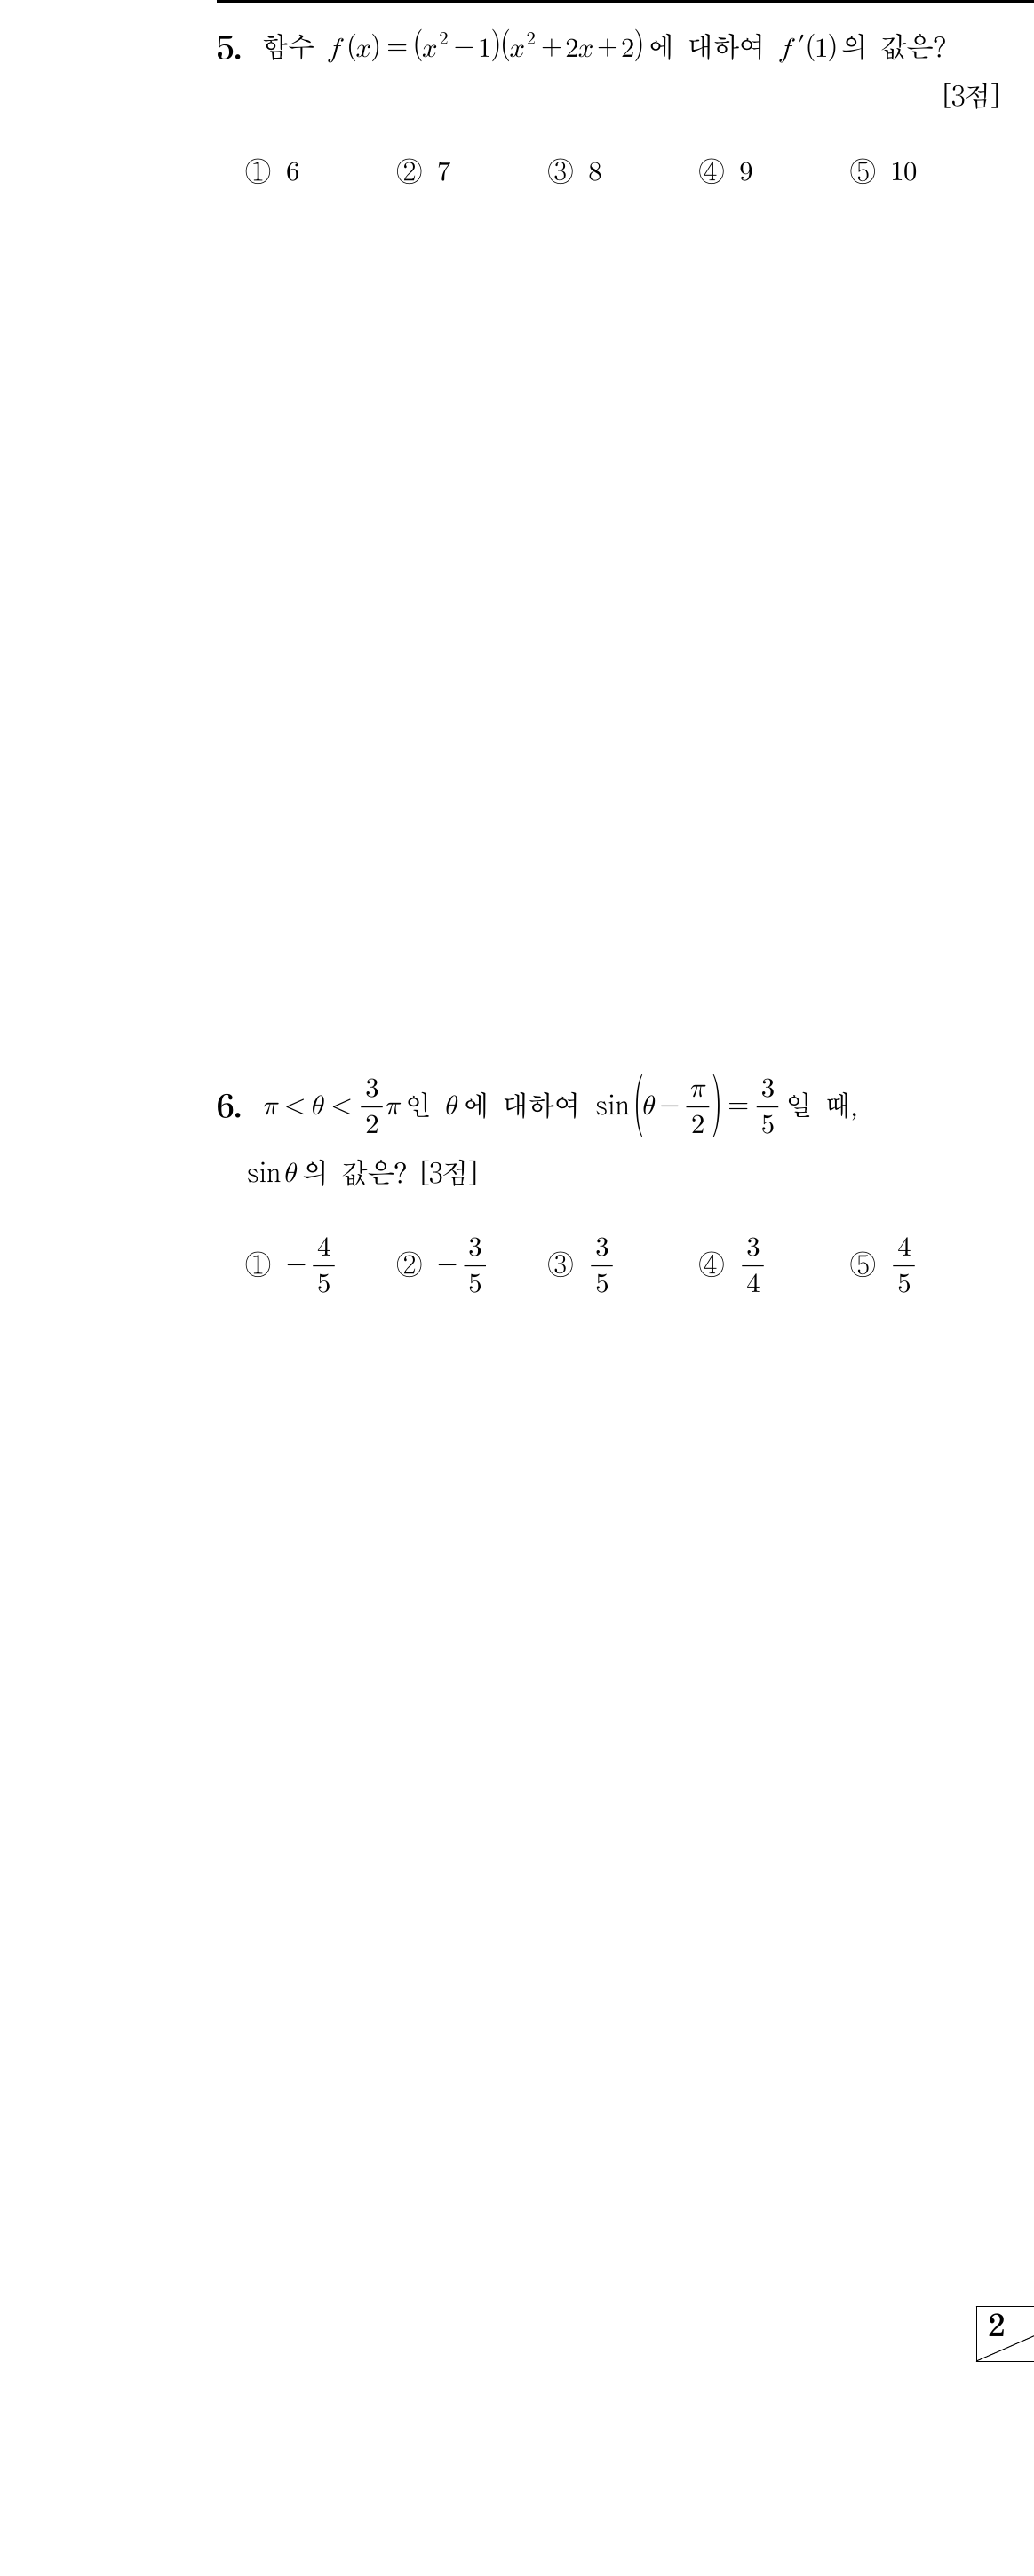 5. 함수 f(x)=(x²-1)(x²+2x+2)에 대하여 f′(1)의 값은?
[3점]
① 6 ② 7 ③ 8 ④ 9 ⑤ 10
6. π<θ<3/2π인 θ에 대하여 sin(θ-π/2)=3/5일 때,
sinθ의 값은? [3점]
① -4/5 ② -3/5 ③ 3/5 ④ 3/4 ⑤ 4/5
2